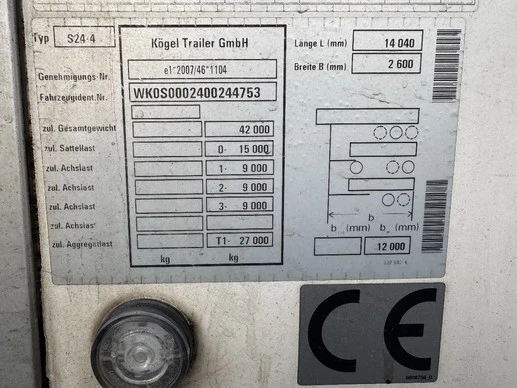 Typ S24-4
Kögel Trailer GmbH
Genehmigungs-Nr. e1*2007/46*1104
Fahrzeugident.Nr. WK0S0002400244753
zul. Gesamtgewicht 42 000
zul. Sattellast 0- 15 000
zul. Achslast 1- 9 000
zul. Achslast 2- 9 000
zul. Achslast 3- 9 000
zul. Achslast
zul. Aggregatlast T1- 27 000
kg kg
Länge L (mm) 14 040
Breite B (mm) 2 600
b
b (mm) b (mm)
12 000
CE